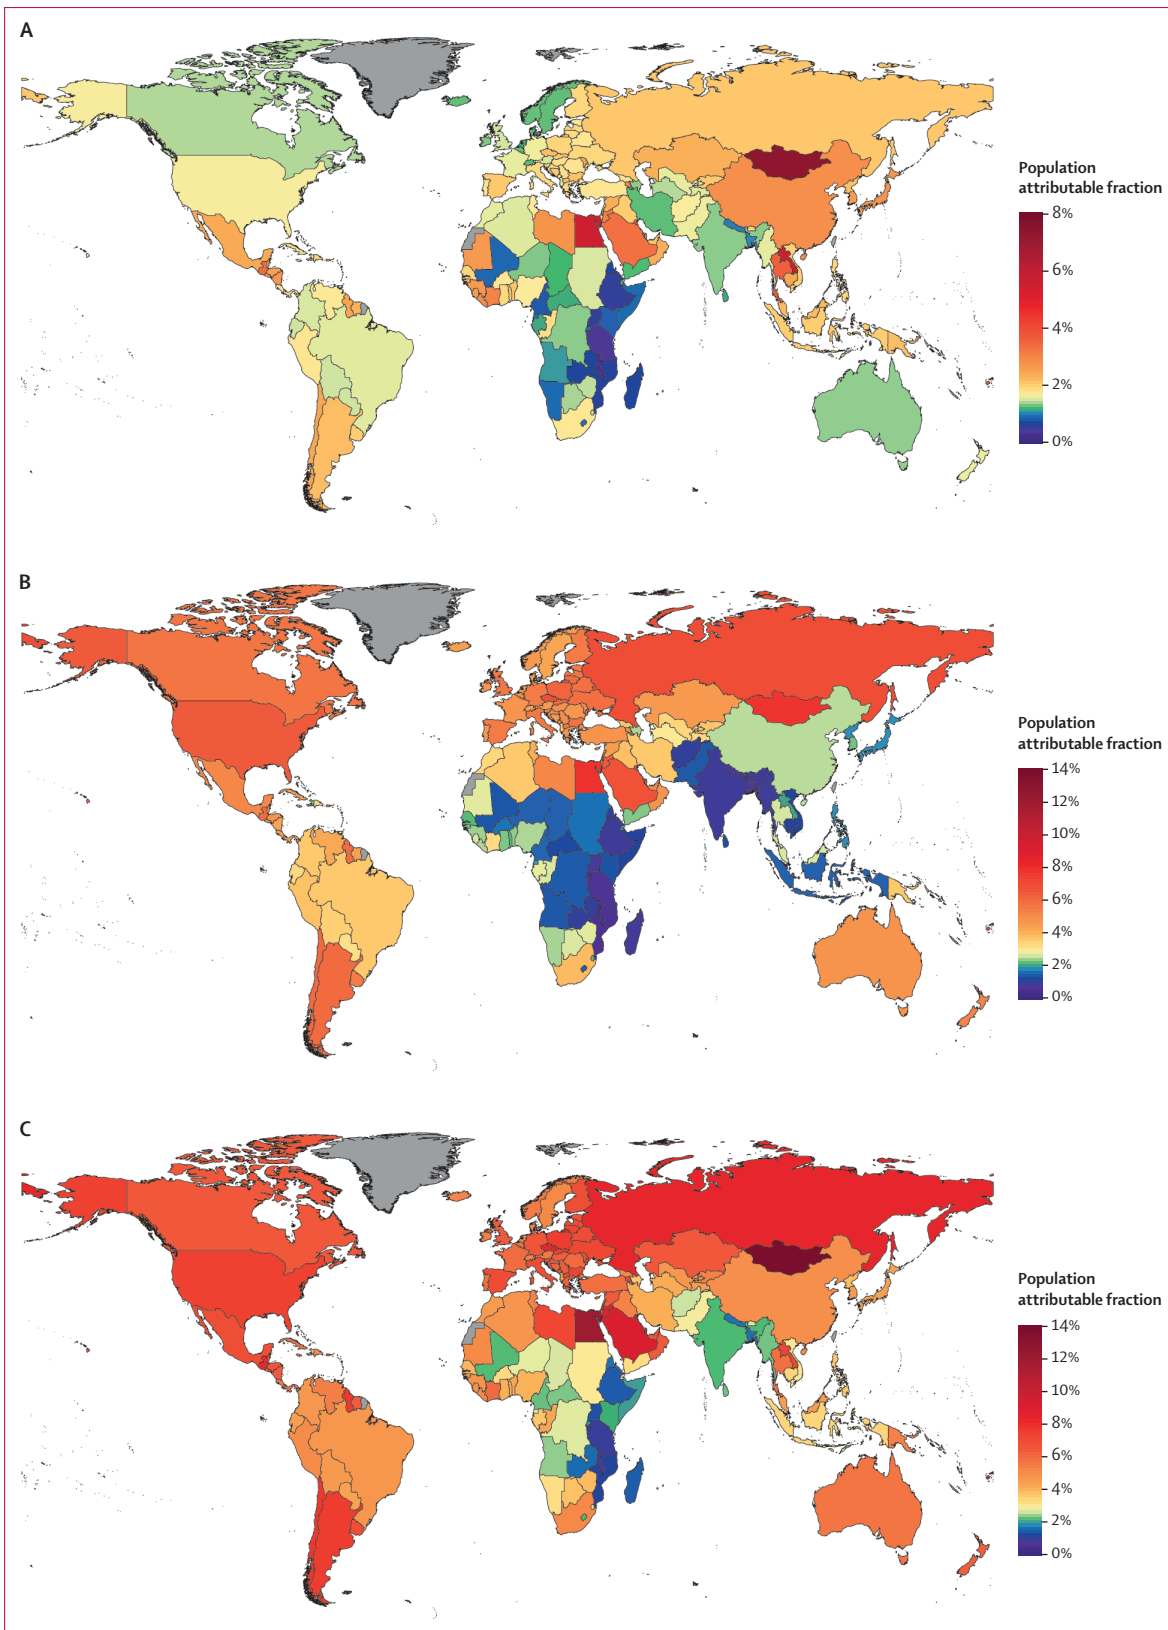 A
Population
attributable fraction
8%
6%
4%
2%
0%
B
Population
attributable fraction
14%
12%
10%
8%
6%
4%
2%
0%
C
Population
attributable fraction
14%
12%
10%
8%
6%
4%
2%
0%